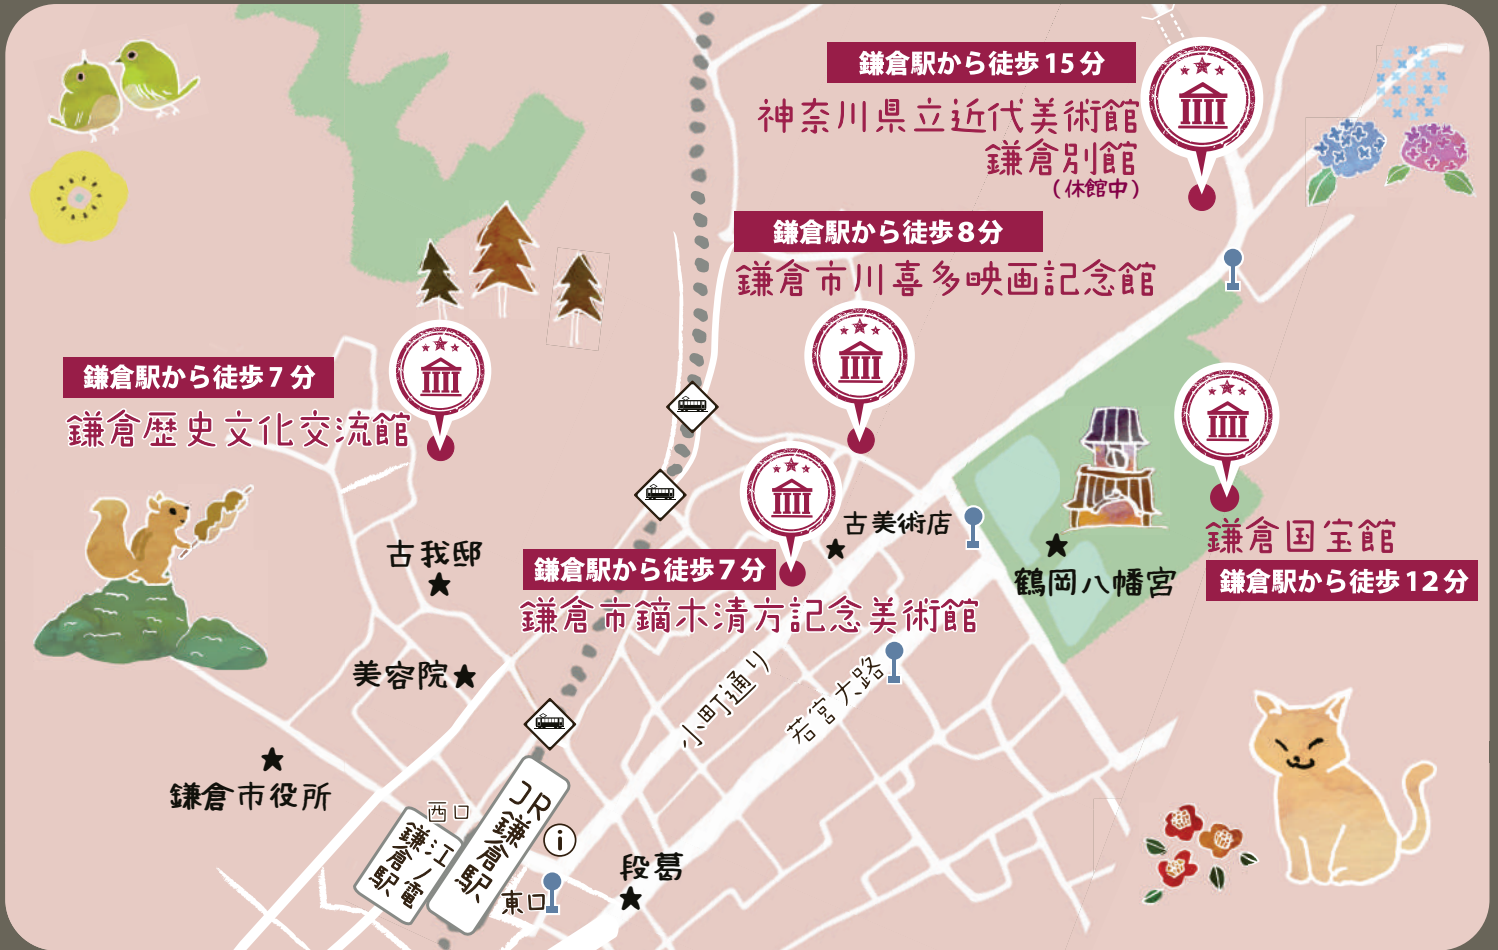 鎌倉駅から徒歩15分
神奈川県立近代美術館
鎌倉別館
(休館中)
鎌倉駅から徒歩8分
鎌倉市川喜多映画記念館
鎌倉駅から徒歩7分
鎌倉歴史文化交流館
古美術店
鎌倉国宝館
鎌倉駅から徒歩12分
古我邸
鎌倉駅から徒歩7分
鎌倉市鏑木清方記念美術館
鶴岡八幡宮
美容院
小町通り
若宮大路
鎌倉市役所
西口
JR鎌倉駅
i
江ノ電
鎌倉駅
東口
段葛